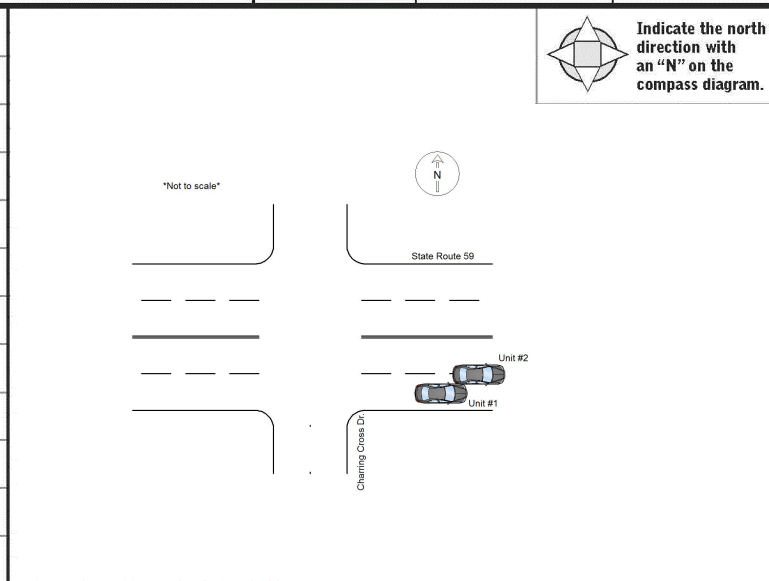 Indicate the north
direction with
an “N” on the
compass diagram.
*Not to scale*
N
State Route 59
Unit #2
Unit #1
Charring Cross Dr.